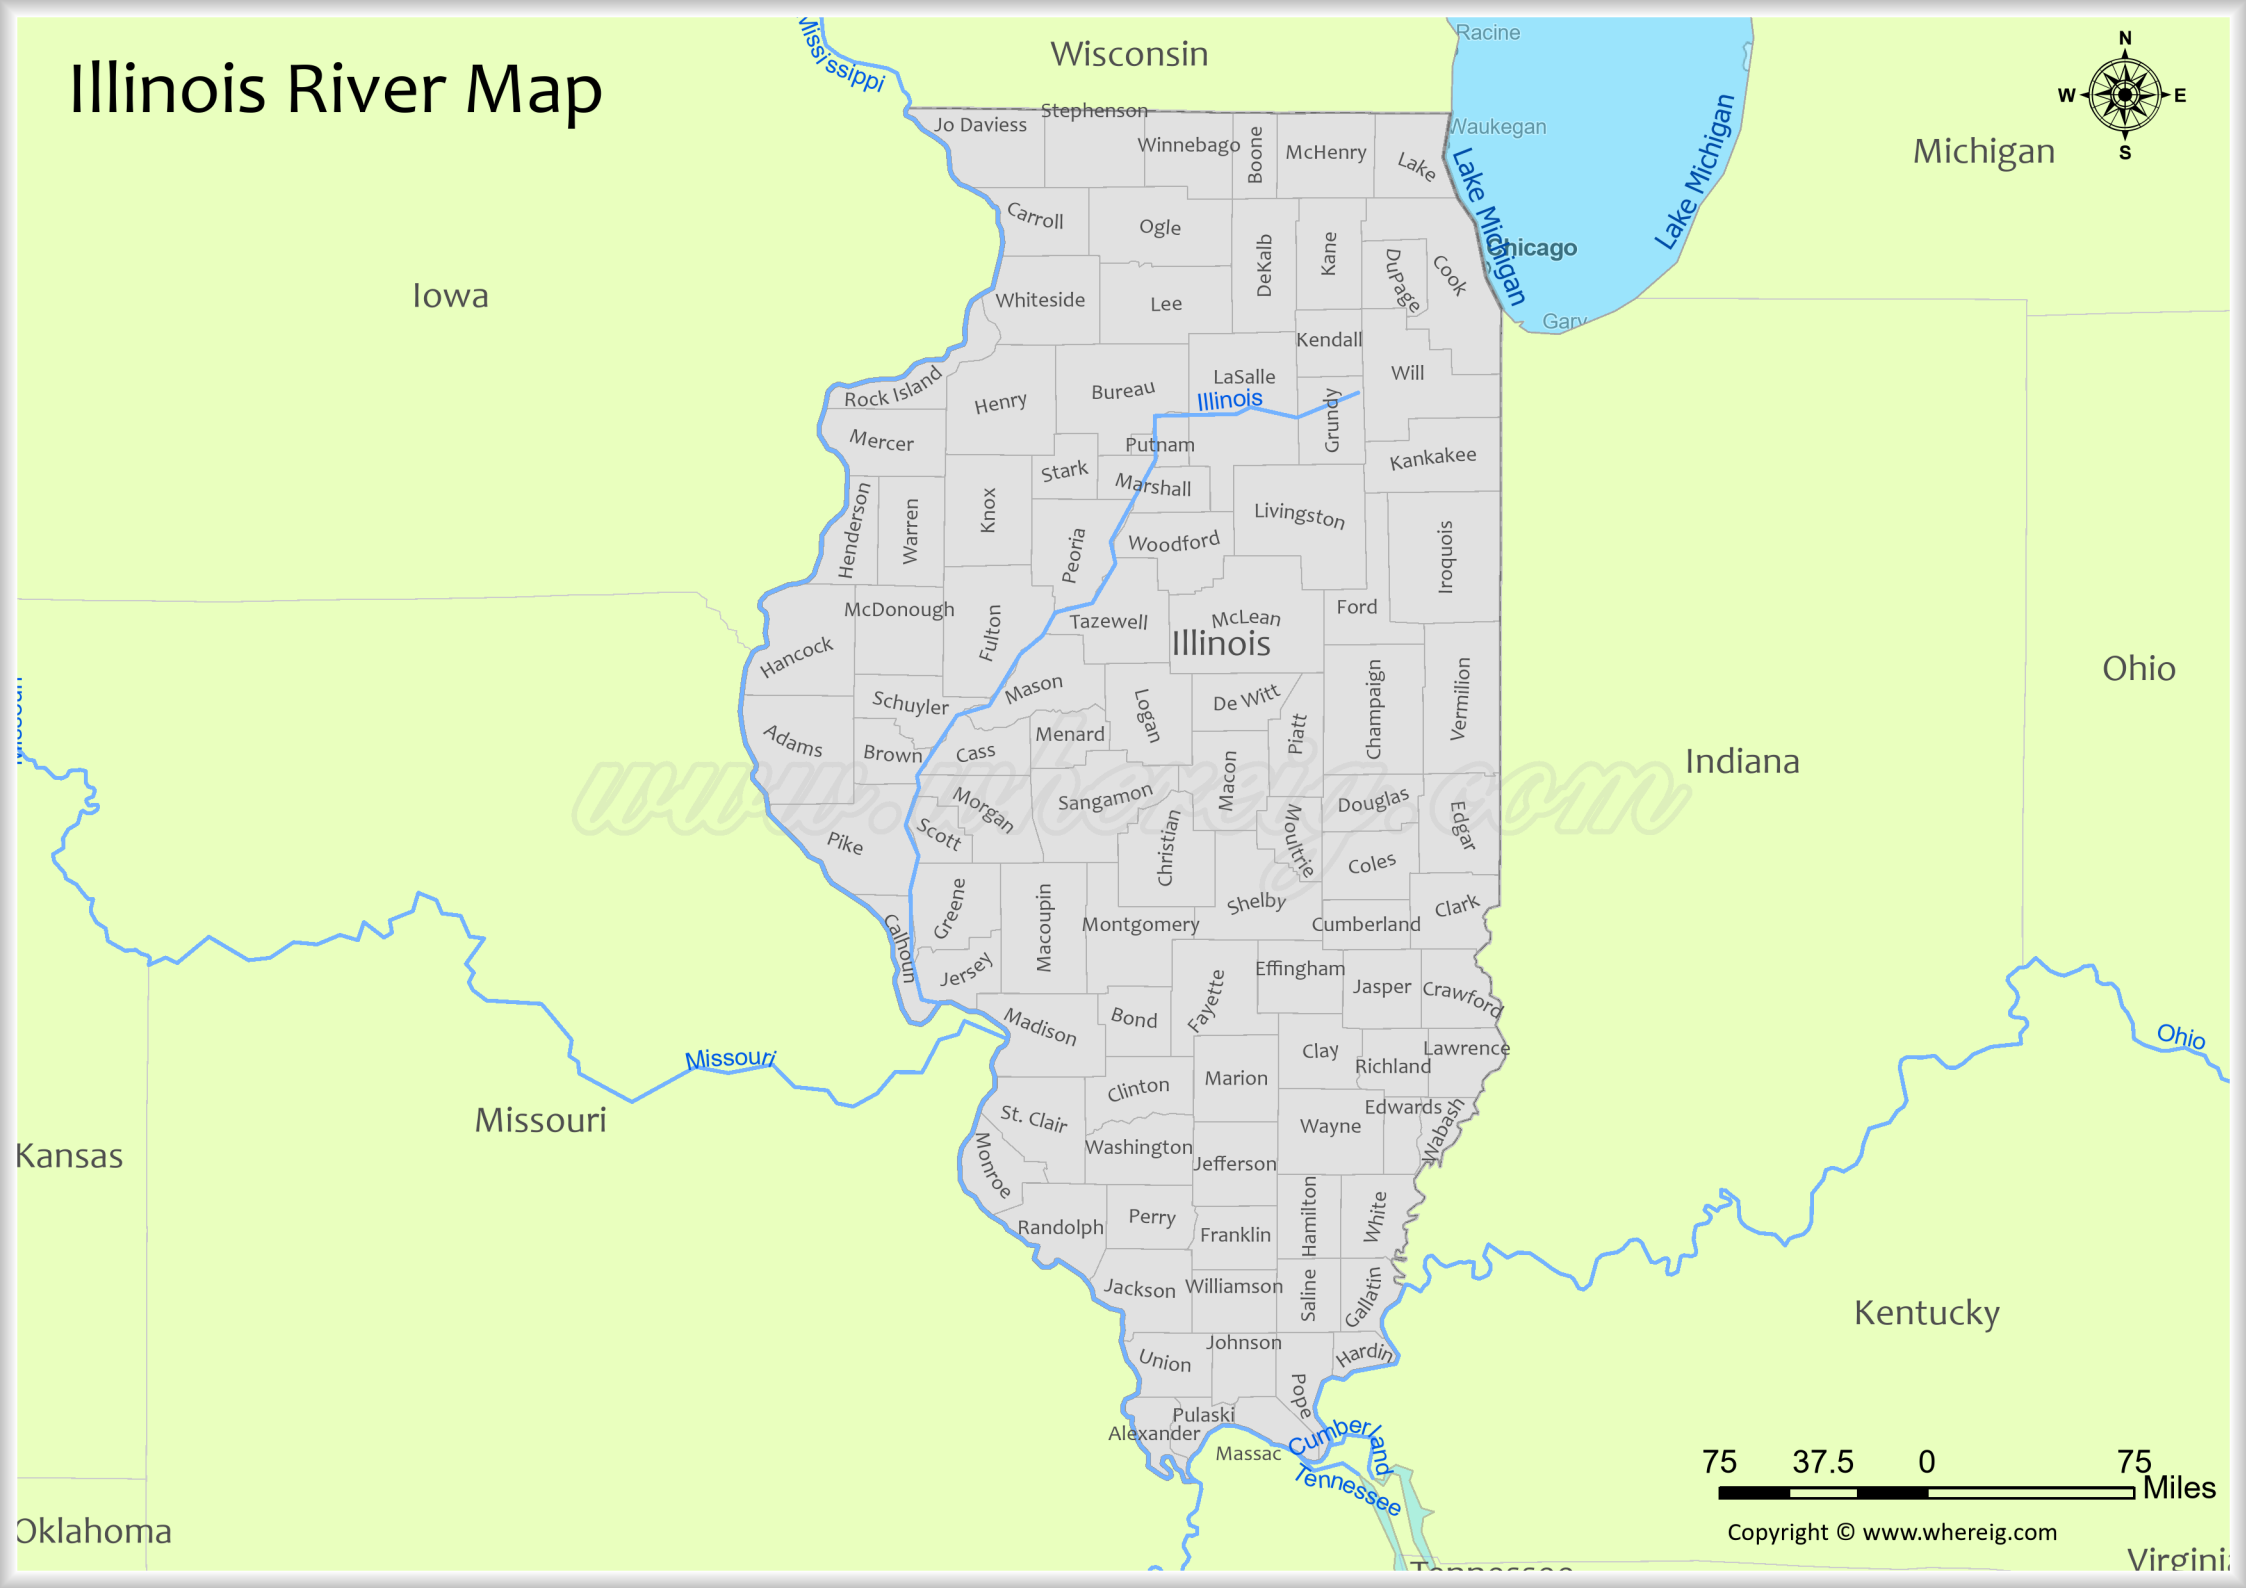 Illinois River Map
Mississippi
Wisconsin
Racine
N
W
E
S
Michigan
Lake Michigan
Lake Michigan
Waukegan
Chicago
Gary
Jo Daviess
Stephenson
Winnebago
Boone
McHenry
Lake
Carroll
Ogle
DeKalb
Kane
DuPage
Cook
Iowa
Whiteside
Lee
Kendall
Will
Rock Island
Henry
Bureau
LaSalle
Illinois
Grundy
Mercer
Putnam
Kankakee
Stark
Marshall
Henderson
Warren
Knox
Peoria
Woodford
Livingston
Iroquois
McDonough
Fulton
Tazewell
McLean
Ford
Illinois
Hancock
Ohio
Schuyler
Mason
Logan
De Witt
Piatt
Champaign
Vermilion
Missouri
Adams
Brown
Cass
Menard
Macon
Indiana
www.whereig.com
Pike
Scott
Morgan
Sangamon
Christian
Moultrie
Douglas
Edgar
Coles
Calhoun
Greene
Macoupin
Montgomery
Shelby
Cumberland
Clark
Jersey
Fayette
Effingham
Jasper
Crawford
Madison
Bond
Clay
Richland
Lawrence
Ohio
Missouri
Clinton
Marion
Missouri
St. Clair
Washington
Wayne
Edwards
Wabash
Kansas
Monroe
Jefferson
Randolph
Perry
Franklin
Hamilton
White
Jackson
Williamson
Saline
Gallatin
Kentucky
Union
Johnson
Pope
Hardin
Pulaski
Alexander
Massac
Cumberland
Tennessee
75 37.5 0 75
Miles
Copyright © www.whereig.com
Oklahoma
Tennessee
Virginia